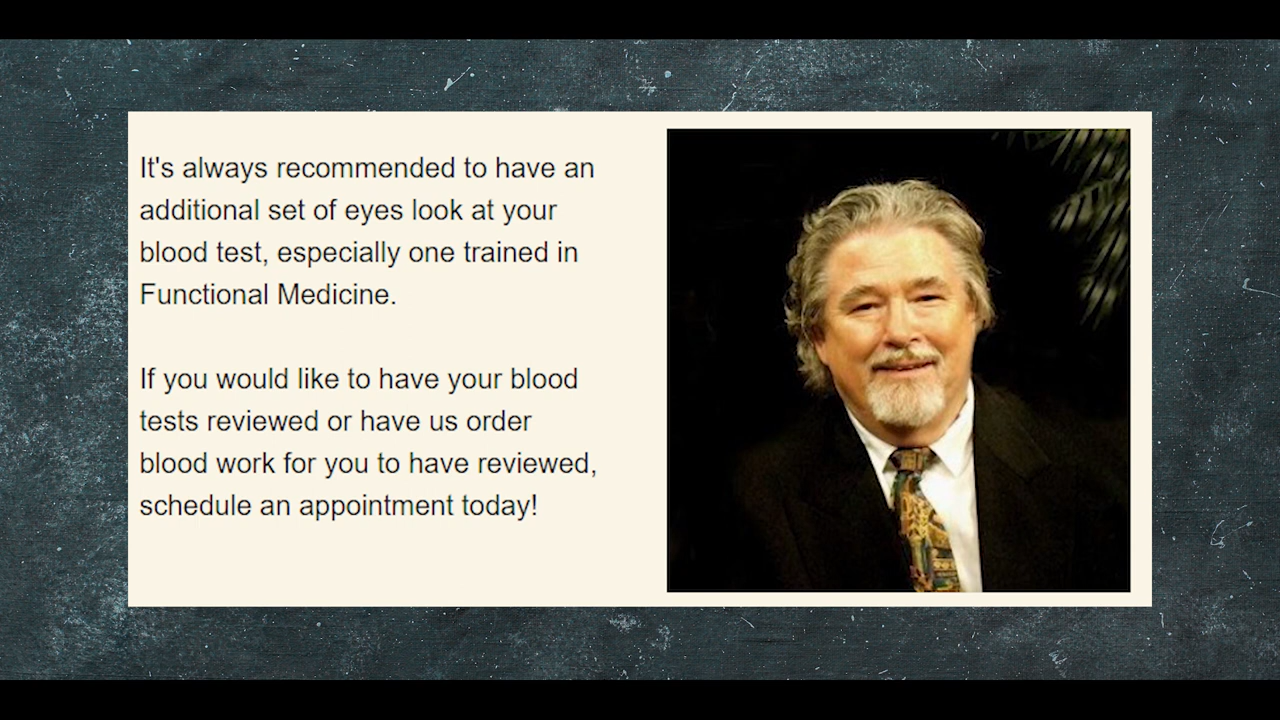 It's always recommended to have an
additional set of eyes look at your
blood test, especially one trained in
Functional Medicine.
If you would like to have your blood
tests reviewed or have us order
blood work for you to have reviewed,
schedule an appointment today!